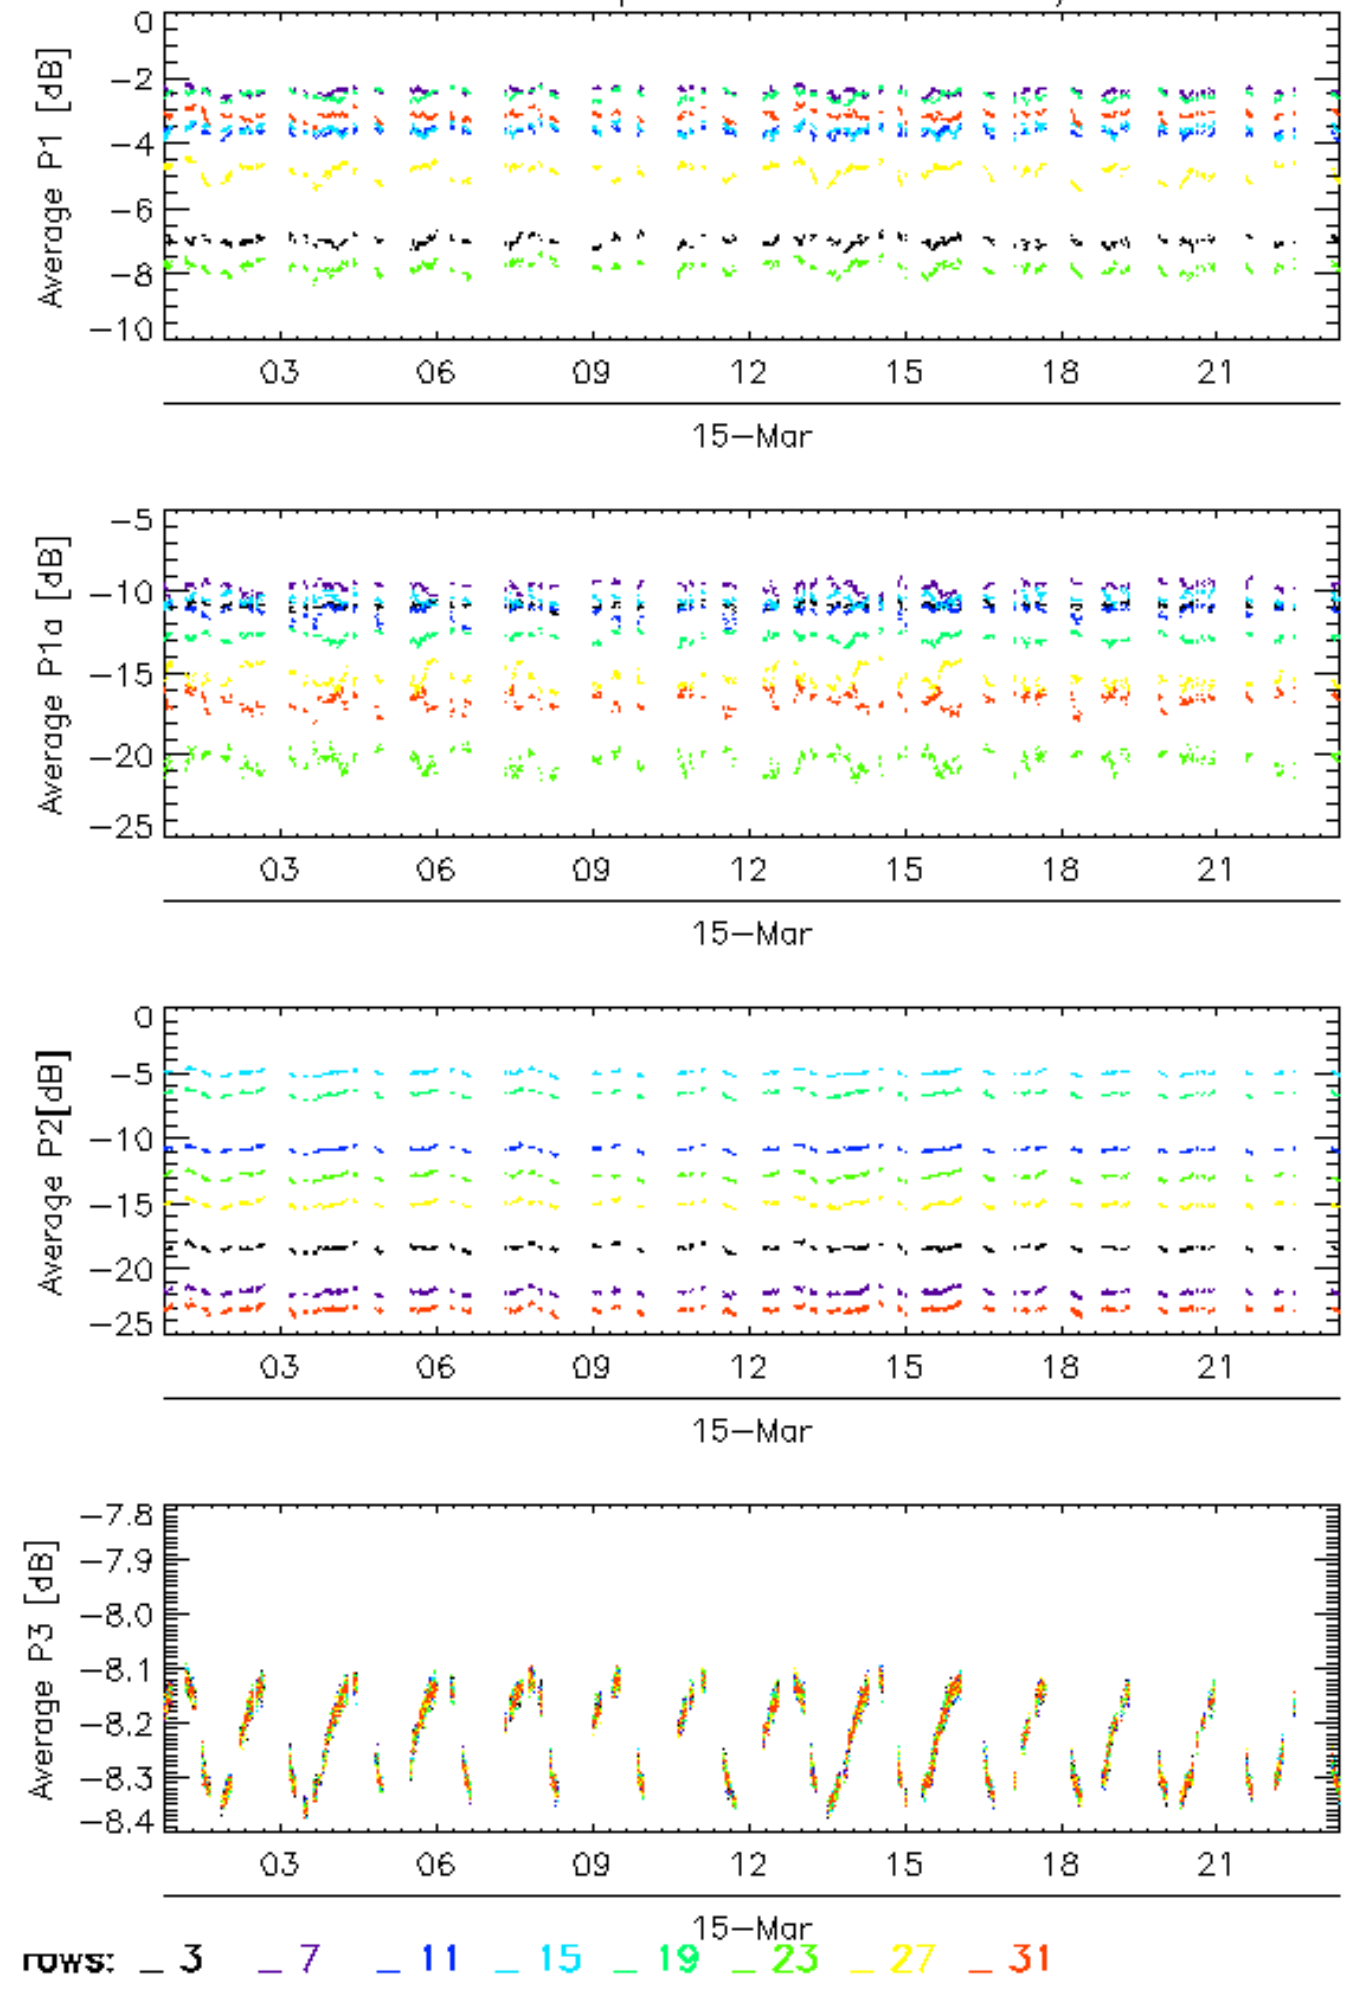 0
−2
−4
−6
−8
−10
Average P1 [dB]
03 06 09 12 15 18 21
15−Mar
−5
−10
−15
−20
−25
Average P1a [dB]
03 06 09 12 15 18 21
15−Mar
0
−5
−10
−15
−20
−25
Average P2[dB]
03 06 09 12 15 18 21
15−Mar
−7.8
−7.9
−8.0
−8.1
−8.2
−8.3
−8.4
Average P3 [dB]
03 06 09 12 15 18 21
15−Mar
rows: _ 3 _ 7 _ 11 _ 15 _ 19 _ 23 _ 27 _ 31